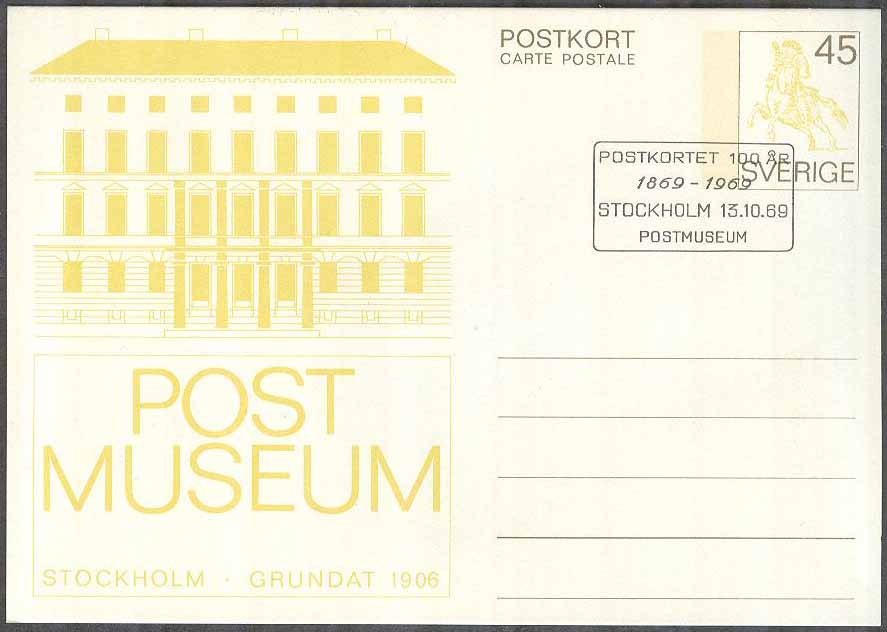 POSTKORT
CARTE POSTALE
45
SVERIGE
POSTKORTET 100 ÅR
1869-1969
STOCKHOLM 13.10.69
POSTMUSEUM
POST
MUSEUM
STOCKHOLM · GRUNDAT 1906